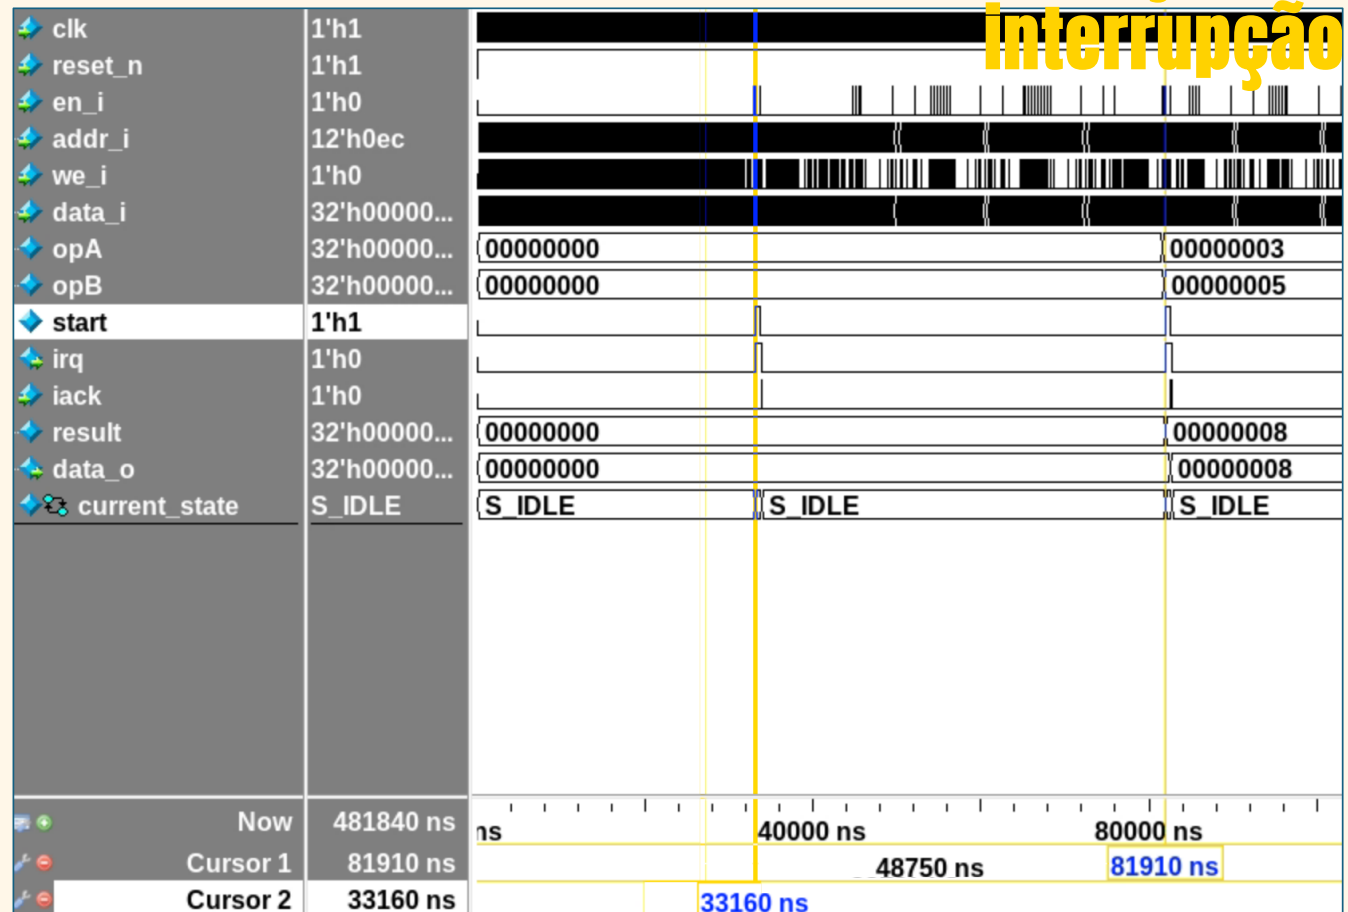 interrupção
clk 1'h1
reset_n 1'h1
en_i 1'h0
addr_i 12'h0ec
we_i 1'h0
data_i 32'h00000...
opA 32'h00000... 00000000 00000003
opB 32'h00000... 00000000 00000005
start 1'h1
irq 1'h0
iack 1'h0
result 32'h00000... 00000000 00000008
data_o 32'h00000... 00000000 00000008
current_state S_IDLE S_IDLE S_IDLE S_IDLE
Now 481840 ns ns 40000 ns 80000 ns
Cursor 1 81910 ns 48750 ns 81910 ns
Cursor 2 33160 ns 33160 ns